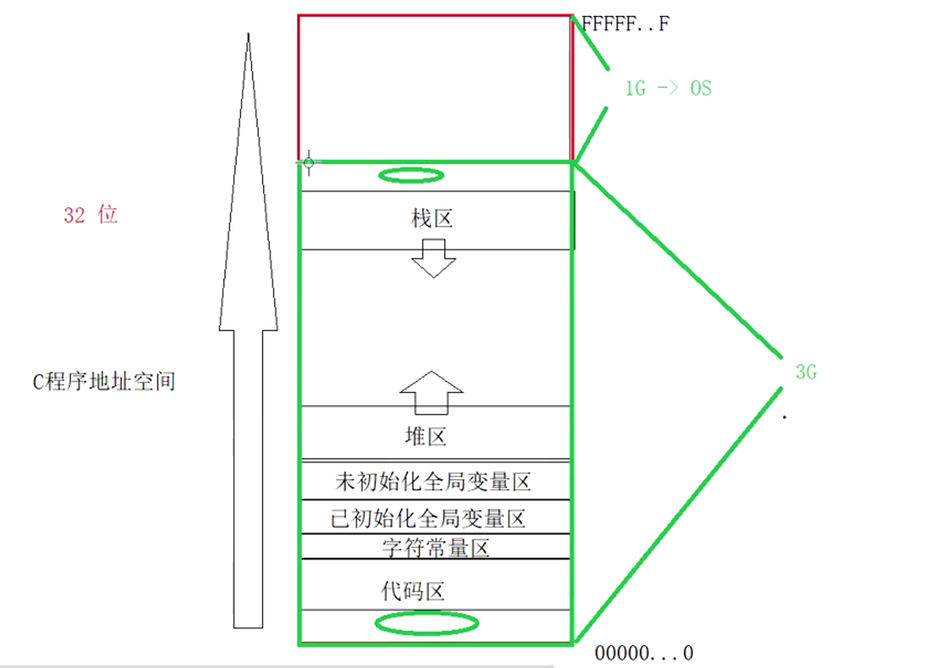 FFFFF..F
1G -> OS
32 位
栈区
C程序地址空间
3G
堆区
未初始化全局变量区
已初始化全局变量区
字符常量区
代码区
00000...0